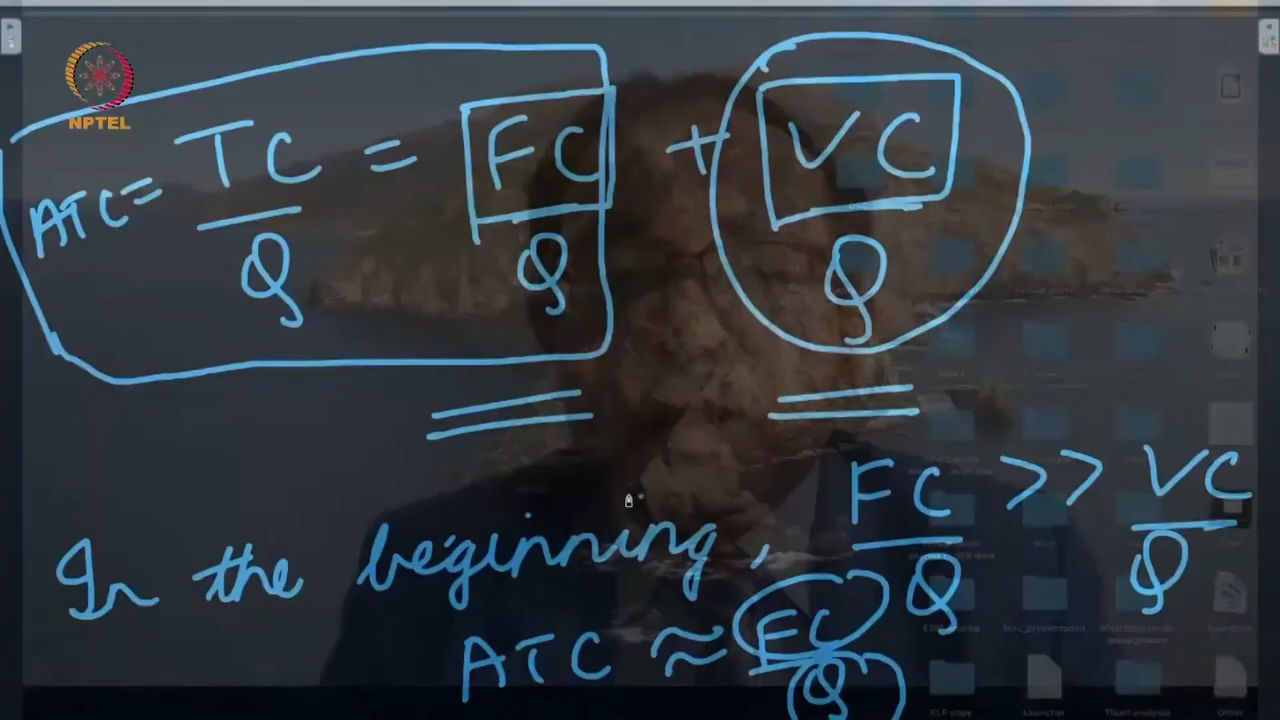 NPTEL
ATC = TC/Q = FC/Q + VC/Q
In the beginning, FC/Q >> VC/Q
ATC ≈ FC/Q